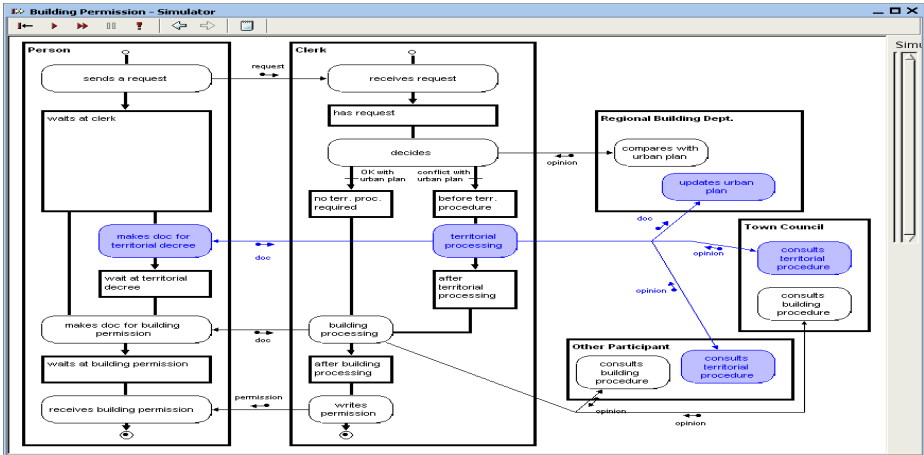 Building Permission - Simulator
Simu
Person
Clerk
sends a request
request
receives request
waits at clerk
has request
Regional Building Dept.
decides
compares with
urban plan
opinion
OK with
urban plan
conflict with
urban plan
updates urban
plan
no terr. proc.
required
before terr.
procedure
doc
Town Council
makes doc for
territorial decree
doc
territorial
processing
opinion
consults
territorial
procedure
wait at territorial
decree
after
territorial
processing
opinion
consults
building
procedure
makes doc for building
permission
doc
building
processing
Other Participant
waits at building permission
after building
processing
consults
building
procedure
consults
territorial
procedure
receives building permission
permission
writes
permission
opinion
opinion